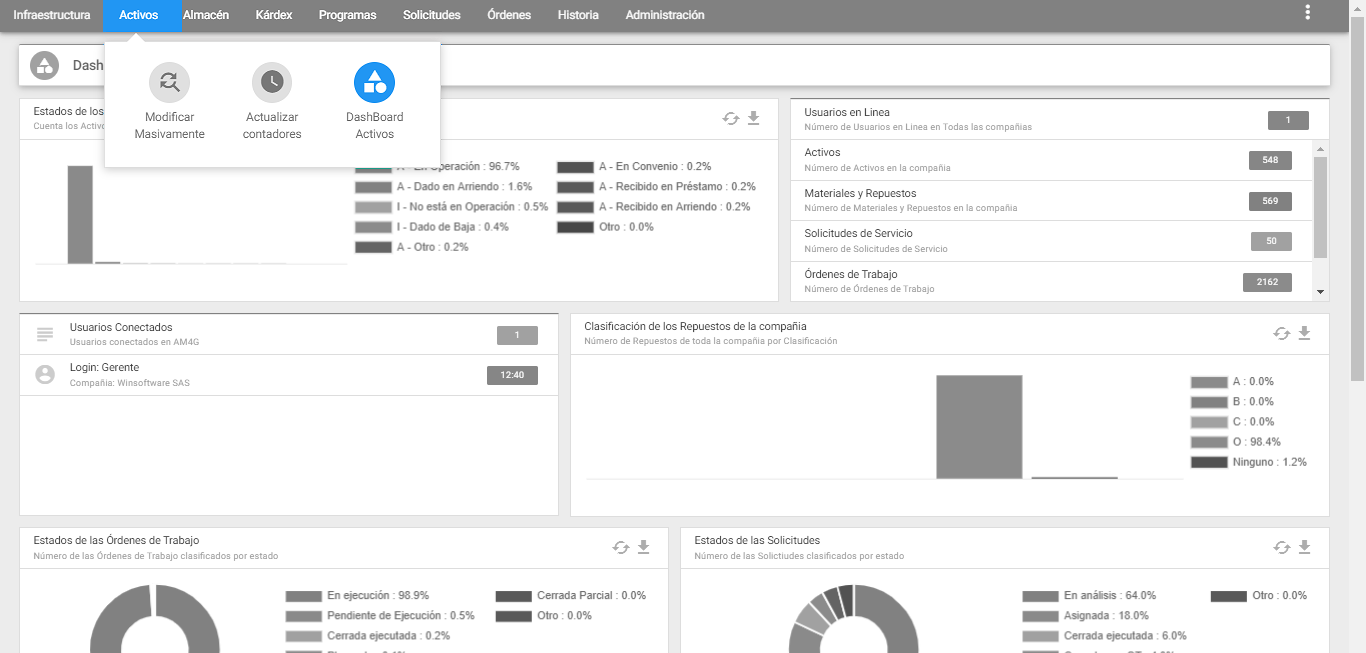 Infraestructura Activos Almacén Kárdex Programas Solicitudes Órdenes Historia Administración
Dash
Modificar Masivamente
Actualizar contadores
DashBoard Activos
Estados de los
Cuenta los Activo
A - En Operación : 96.7%
A - Dado en Arriendo : 1.6%
I - No está en Operación : 0.5%
I - Dado de Baja : 0.4%
A - Otro : 0.2%
A - En Convenio : 0.2%
A - Recibido en Préstamo : 0.2%
A - Recibido en Arriendo : 0.2%
Otro : 0.0%
Usuarios en Linea 1
Número de Usuarios en Linea en Todas las compañias
Activos 548
Número de Activos en la compañia
Materiales y Repuestos 569
Número de Materiales y Repuestos en la compañia
Solicitudes de Servicio 50
Número de Solicitudes de Servicio
Órdenes de Trabajo 2162
Número de Órdenes de Trabajo
Usuarios Conectados 1
Usuarios conectados en AM4G
Login: Gerente 12:40
Compañia: Winsoftware SAS
Clasificación de los Repuestos de la compañia
Número de Repuestos de toda la compañia por Clasificación
A : 0.0%
B : 0.0%
C : 0.0%
O : 98.4%
Ninguno : 1.2%
Estados de las Órdenes de Trabajo
Número de las Órdenes de Trabajo clasificados por estado
En ejecución : 98.9%
Pendiente de Ejecución : 0.5%
Cerrada ejecutada : 0.2%
Cerrada Parcial : 0.0%
Otro : 0.0%
Estados de las Solicitudes
Número de las Solictiudes clasificados por estado
En análisis : 64.0%
Asignada : 18.0%
Cerrada ejecutada : 6.0%
Otro : 0.0%